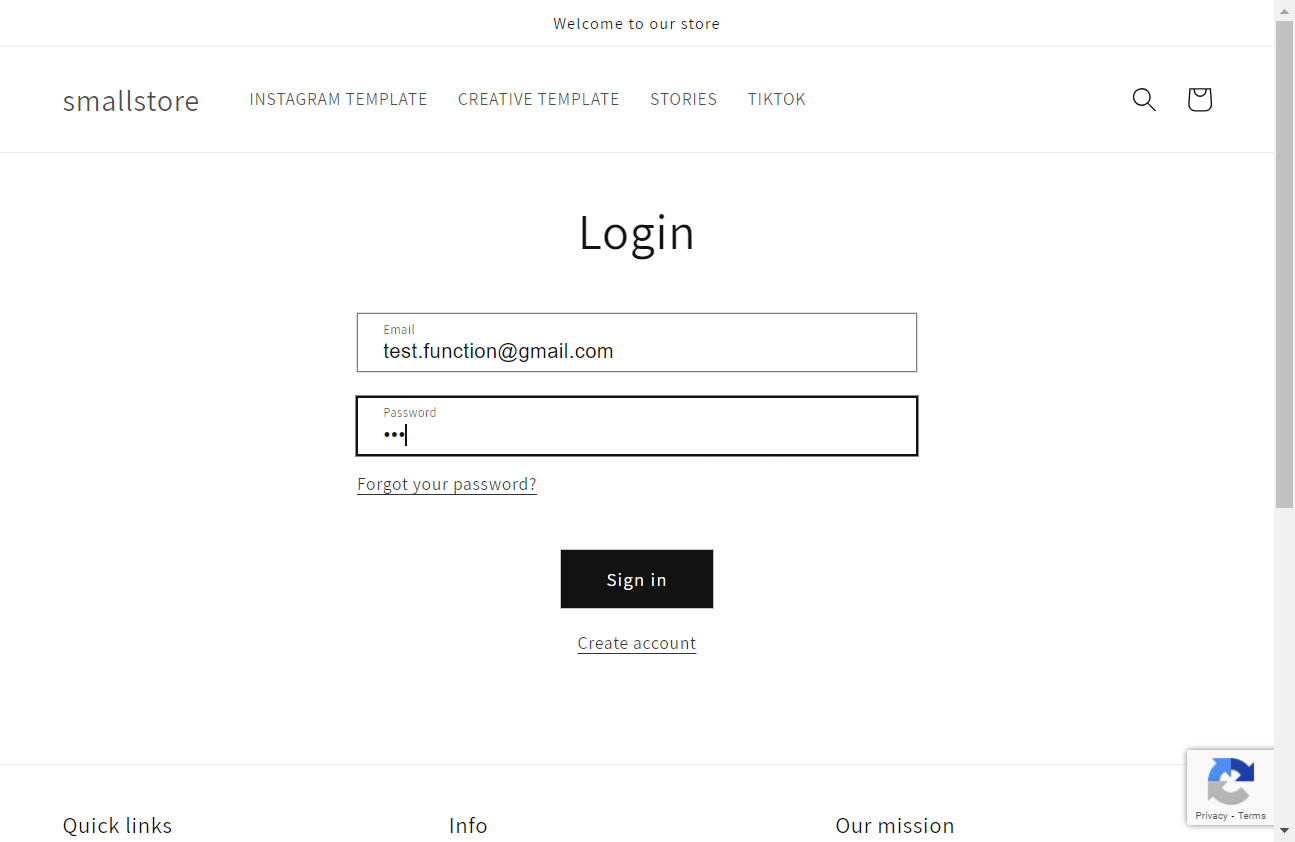 Welcome to our store
smallstore
INSTAGRAM TEMPLATE
CREATIVE TEMPLATE
STORIES
TIKTOK
Login
Email
test.function@gmail.com
Password
•••
Forgot your password?
Sign in
Create account
Privacy - Terms
Quick links
Info
Our mission